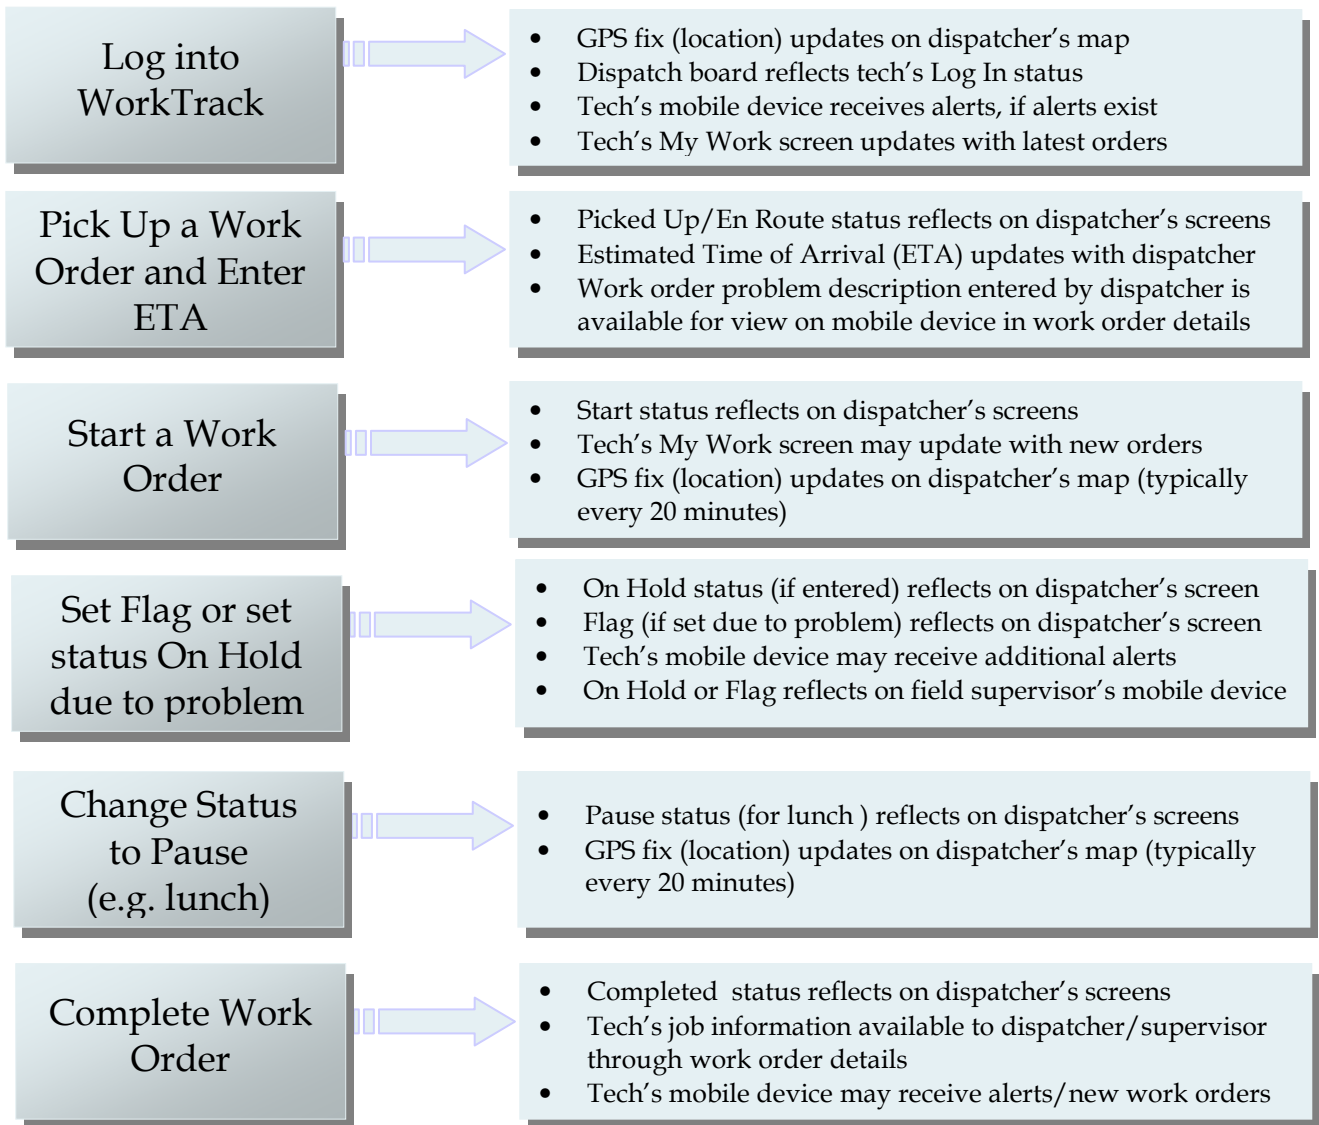 Log into
WorkTrack
• GPS fix (location) updates on dispatcher’s map
• Dispatch board reflects tech’s Log In status
• Tech’s mobile device receives alerts, if alerts exist
• Tech’s My Work screen updates with latest orders
Pick Up a Work
Order and Enter
ETA
• Picked Up/En Route status reflects on dispatcher’s screens
• Estimated Time of Arrival (ETA) updates with dispatcher
• Work order problem description entered by dispatcher is
available for view on mobile device in work order details
Start a Work
Order
• Start status reflects on dispatcher’s screens
• Tech’s My Work screen may update with new orders
• GPS fix (location) updates on dispatcher’s map (typically
every 20 minutes)
Set Flag or set
status On Hold
due to problem
• On Hold status (if entered) reflects on dispatcher’s screen
• Flag (if set due to problem) reflects on dispatcher’s screen
• Tech’s mobile device may receive additional alerts
• On Hold or Flag reflects on field supervisor’s mobile device
Change Status
to Pause
(e.g. lunch)
• Pause status (for lunch ) reflects on dispatcher’s screens
• GPS fix (location) updates on dispatcher’s map (typically
every 20 minutes)
Complete Work
Order
• Completed  status reflects on dispatcher’s screens
• Tech’s job information available to dispatcher/supervisor
through work order details
• Tech’s mobile device may receive alerts/new work orders